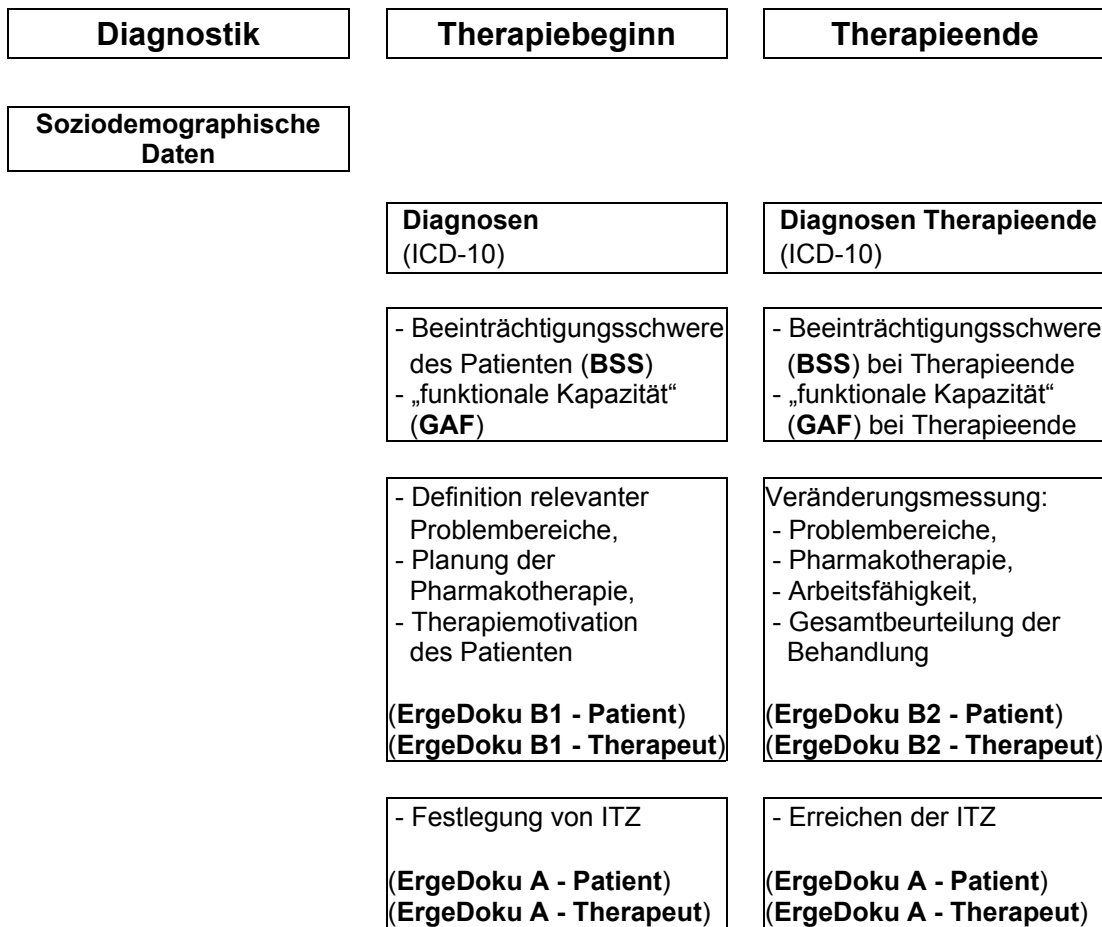 Diagnostik
Therapiebeginn
Therapieende
Soziodemographische
Daten
Diagnosen
(ICD-10)
Diagnosen Therapieende
(ICD-10)
- Beeinträchtigungsschwere
des Patienten (BSS)
- „funktionale Kapazität“
(GAF)
- Beeinträchtigungsschwere
(BSS) bei Therapieende
- „funktionale Kapazität“
(GAF) bei Therapieende
- Definition relevanter
Problembereiche,
- Planung der
Pharmakotherapie,
- Therapiemotivation
des Patienten
(ErgeDoku B1 - Patient)
(ErgeDoku B1 - Therapeut)
Veränderungsmessung:
- Problembereiche,
- Pharmakotherapie,
- Arbeitsfähigkeit,
- Gesamtbeurteilung der
Behandlung
(ErgeDoku B2 - Patient)
(ErgeDoku B2 - Therapeut)
- Festlegung von ITZ
(ErgeDoku A - Patient)
(ErgeDoku A - Therapeut)
- Erreichen der ITZ
(ErgeDoku A - Patient)
(ErgeDoku A - Therapeut)